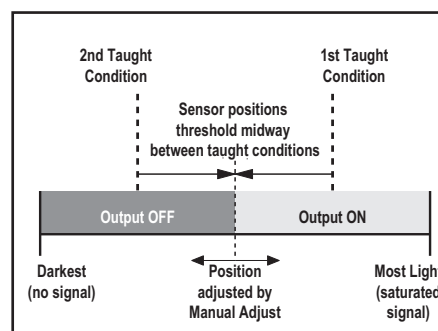 2nd Taught
Condition
1st Taught
Condition
Sensor positions
threshold midway
between taught conditions
Output OFF
Output ON
Darkest
(no signal)
Position
adjusted by
Manual Adjust
Most Light
(saturated
signal)